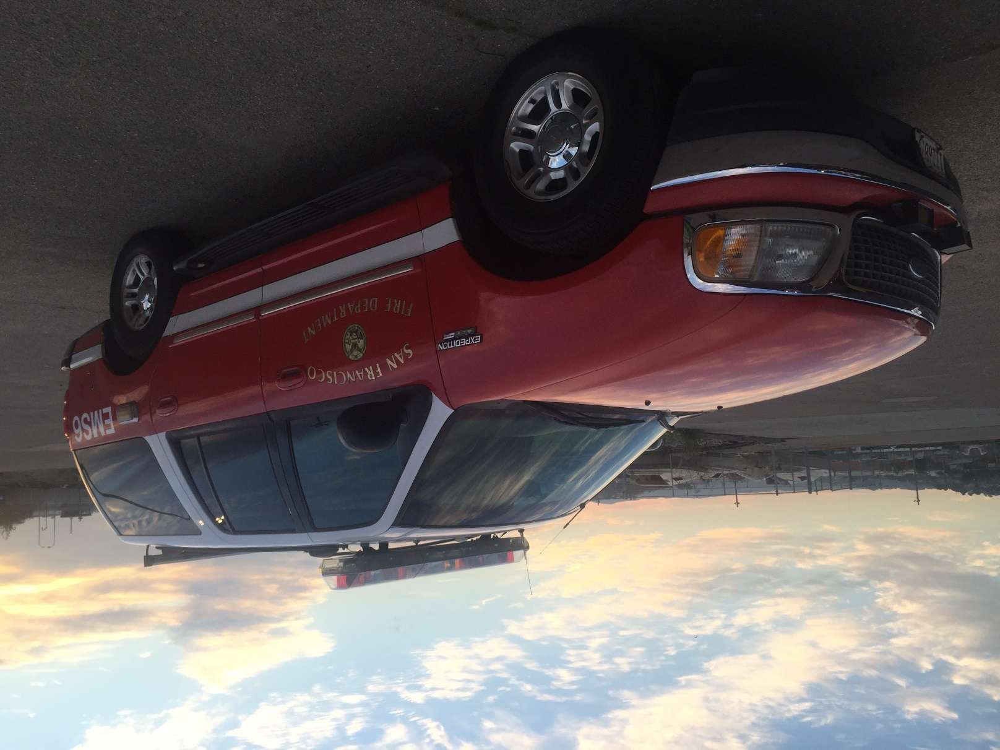 SAN FRANCISCO
FIRE DEPARTMENT
EXPEDITION
EMS6